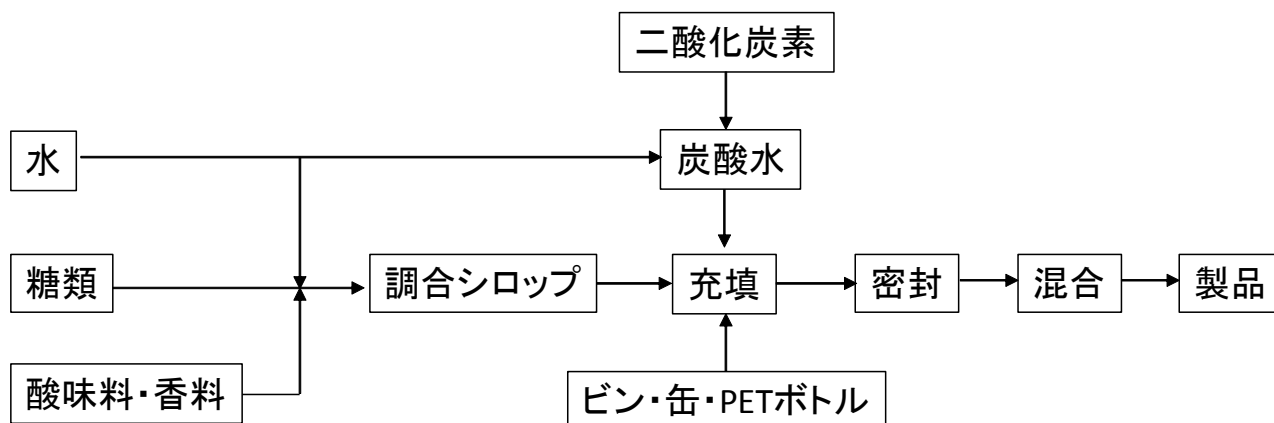 二酸化炭素
水
炭酸水
糖類
調合シロップ
充填
密封
混合
製品
酸味料・香料
ビン・缶・PETボトル